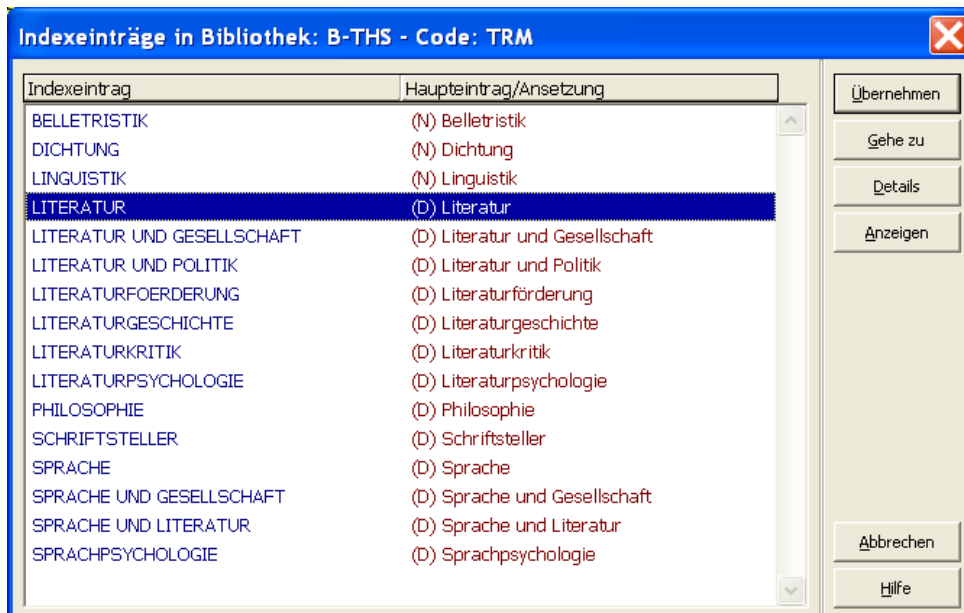 Indexeinträge in Bibliothek: B-THS - Code: TRM
Indexeintrag Haupteintrag/Ansetzung
BELLETRISTIK (N) Belletristik
DICHTUNG (N) Dichtung
LINGUISTIK (N) Linguistik
LITERATUR (D) Literatur
LITERATUR UND GESELLSCHAFT (D) Literatur und Gesellschaft
LITERATUR UND POLITIK (D) Literatur und Politik
LITERATURFOERDERUNG (D) Literaturförderung
LITERATURGESCHICHTE (D) Literaturgeschichte
LITERATURKRITIK (D) Literaturkritik
LITERATURPSYCHOLOGIE (D) Literaturpsychologie
PHILOSOPHIE (D) Philosophie
SCHRIFTSTELLER (D) Schriftsteller
SPRACHE (D) Sprache
SPRACHE UND GESELLSCHAFT (D) Sprache und Gesellschaft
SPRACHE UND LITERATUR (D) Sprache und Literatur
SPRACHPSYCHOLOGIE (D) Sprachpsychologie
Übernehmen
Gehe zu
Details
Anzeigen
Abbrechen
Hilfe